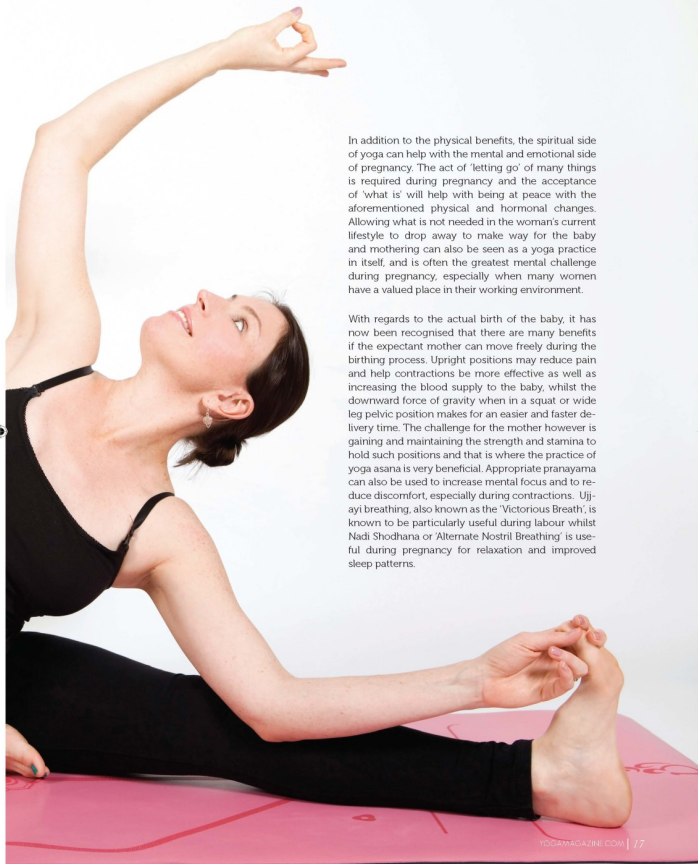 In addition to the physical benefits, the spiritual side
of yoga can help with the mental and emotional side
of pregnancy. The act of ‘letting go’ of many things
is required during pregnancy and the acceptance
of ‘what is’ will help with being at peace with the
aforementioned physical and hormonal changes.
Allowing what is not needed in the woman’s current
lifestyle to drop away to make way for the baby
and mothering can also be seen as a yoga practice
in itself, and is often the greatest mental challenge
during pregnancy, especially when many women
have a valued place in their working environment.
With regards to the actual birth of the baby, it has
now been recognised that there are many benefits
if the expectant mother can move freely during the
birthing process. Upright positions may reduce pain
and help contractions be more effective as well as
increasing the blood supply to the baby, whilst the
downward force of gravity when in a squat or wide
leg pelvic position makes for an easier and faster de-
livery time. The challenge for the mother however is
gaining and maintaining the strength and stamina to
hold such positions and that is where the practice of
yoga asana is very beneficial. Appropriate pranayama
can also be used to increase mental focus and to re-
duce discomfort, especially during contractions. Ujj-
ayi breathing, also known as the ‘Victorious Breath’, is
known to be particularly useful during labour whilst
Nadi Shodhana or ‘Alternate Nostril Breathing’ is use-
ful during pregnancy for relaxation and improved
sleep patterns.
YOGAMAGAZINE.COM | 17